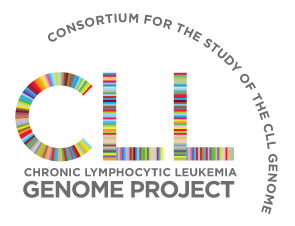 CONSORTIUM FOR THE STUDY OF THE CLL GENOME
CLL
CHRONIC LYMPHOCYTIC LEUKEMIA
GENOME PROJECT